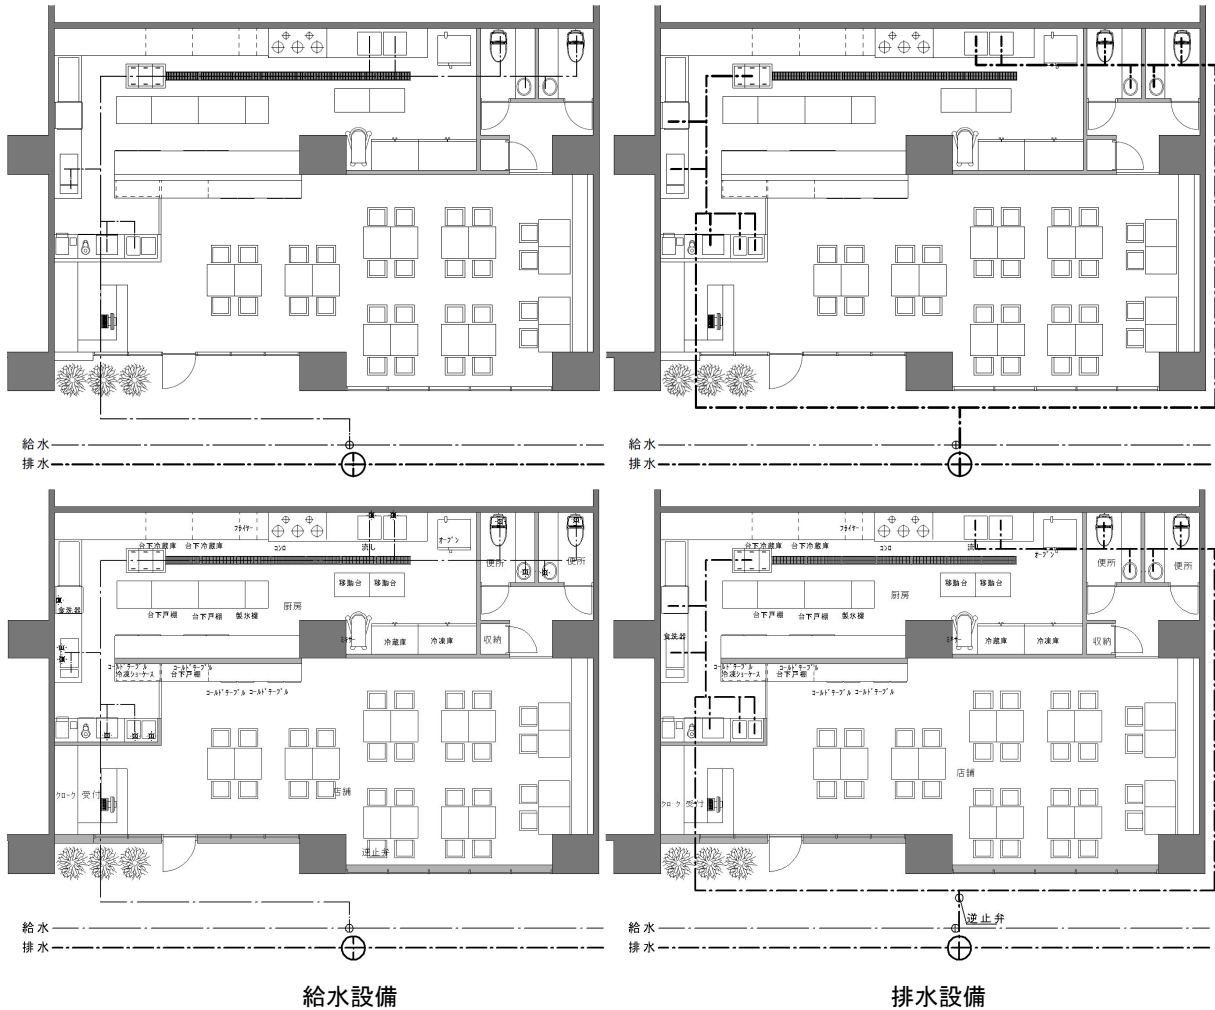 給水
排水
給水
排水
フライヤー
台下冷蔵庫 台下冷蔵庫
コンロ
流し
オーブン
便所
便所
食洗器
移動台 移動台
厨房
台下戸棚 台下戸棚 製氷機
ミキサー
冷蔵庫 冷凍庫
収納
コールドテーブル コールドテーブル
冷凍ショーケース 台下戸棚
コールドテーブル コールドテーブル
クローク 受付
店舗
逆止弁
給水
排水
給水設備
フライヤー
台下冷蔵庫 台下冷蔵庫
コンロ
流し
オーブン
便所
便所
食洗器
移動台 移動台
厨房
台下戸棚 台下戸棚 製氷機
ミキサー
冷蔵庫 冷凍庫
収納
コールドテーブル コールドテーブル
冷凍ショーケース 台下戸棚
コールドテーブル コールドテーブル
クローク 受付
店舗
逆止弁
給水
排水
排水設備